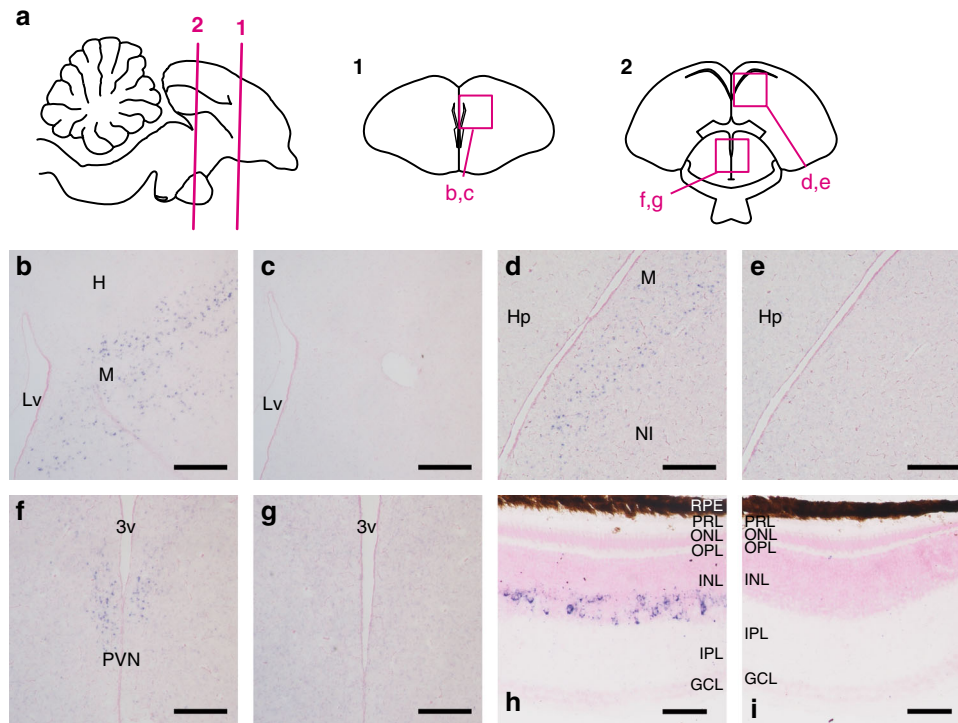 a
2 1
1
2
b,c
f,g
d,e
b
H
M
Lv
c
Lv
d
M
Hp
NI
e
Hp
f
3v
PVN
g
3v
RPE
PRL
ONL
OPL
INL
IPL
GCL
h
PRL
ONL
OPL
INL
IPL
GCL
i